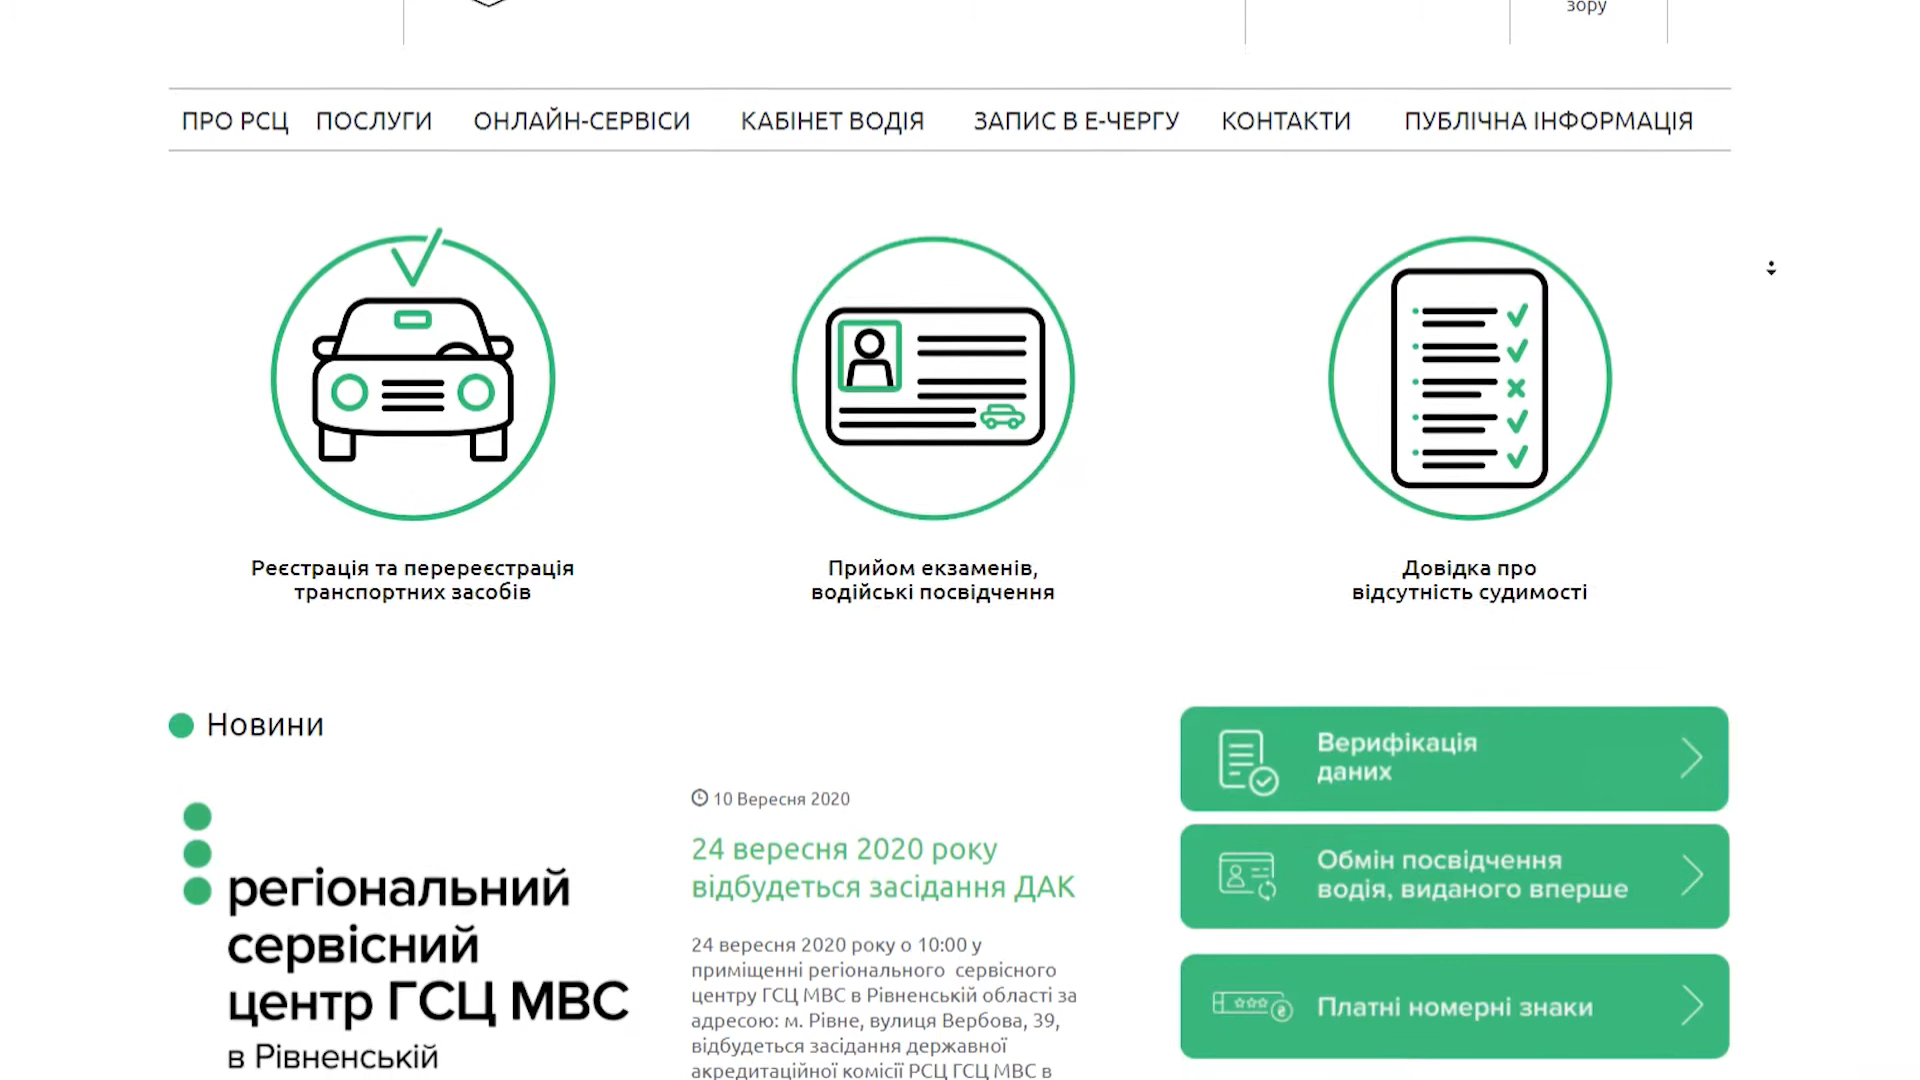 зору
ПРО РСЦ ПОСЛУГИ ОНЛАЙН-СЕРВІСИ КАБІНЕТ ВОДІЯ ЗАПИС В Е-ЧЕРГУ КОНТАКТИ ПУБЛІЧНА ІНФОРМАЦІЯ
Реєстрація та перереєстрація
транспортних засобів
Прийом екзаменів,
водійські посвідчення
Довідка про
відсутність судимості
Новини
регіональний
сервісний
центр ГСЦ МВС
в Рівненській
10 Вересня 2020
24 вересня 2020 року
відбудеться засідання ДАК
24 вересня 2020 року о 10:00 у
приміщенні регіонального сервісного
центру ГСЦ МВС в Рівненській області за
адресою: м. Рівне, вулиця Вербова, 39,
відбудеться засідання державної
акредитаційної комісії РСЦ ГСЦ МВС в
Верифікація
даних
Обмін посвідчення
водія, виданого вперше
Платні номерні знаки